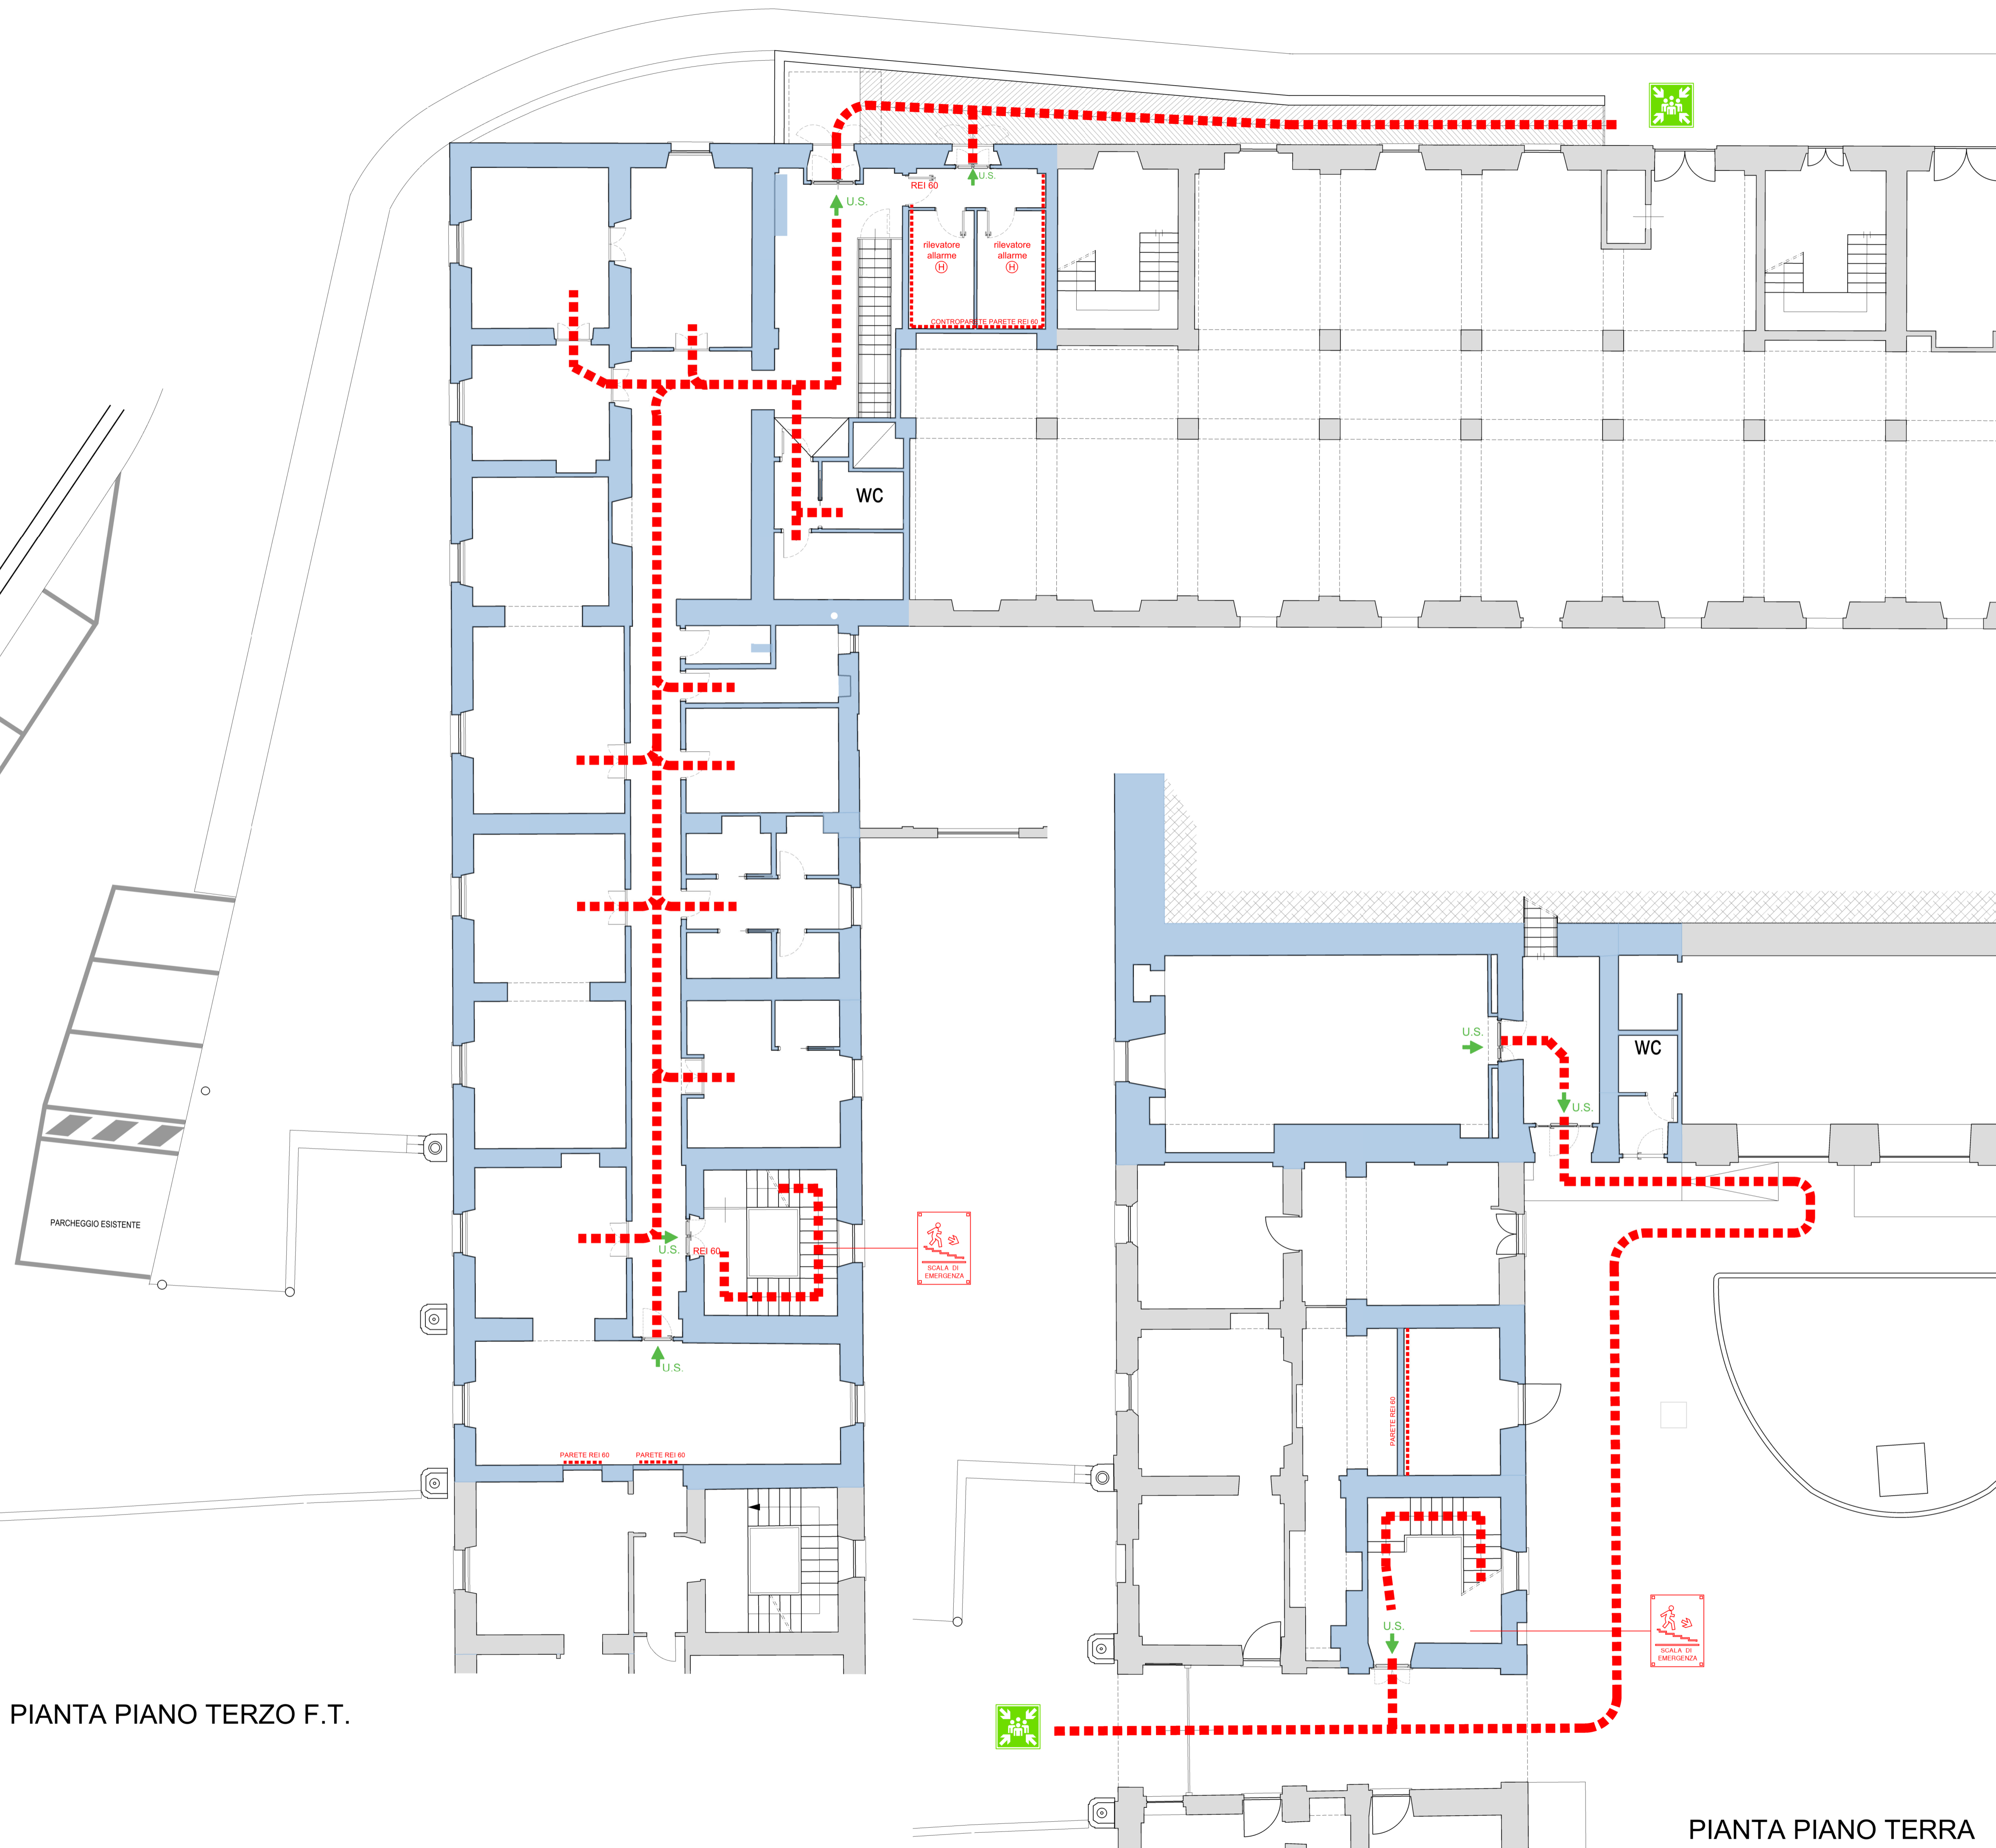 U.S.
REI 60
U.S.
rilevatore
allarme
H
rilevatore
allarme
H
CONTROPARETE PARETE REI 60
WC
U.S.
WC
U.S.
PARCHEGGIO ESISTENTE
U.S.
REI 60
SCALA DI
EMERGENZA
U.S.
PARETE REI 60
PARETE REI 60
PARETE REI 60
U.S.
SCALA DI
EMERGENZA
PIANTA PIANO TERZO F.T.
PIANTA PIANO TERRA